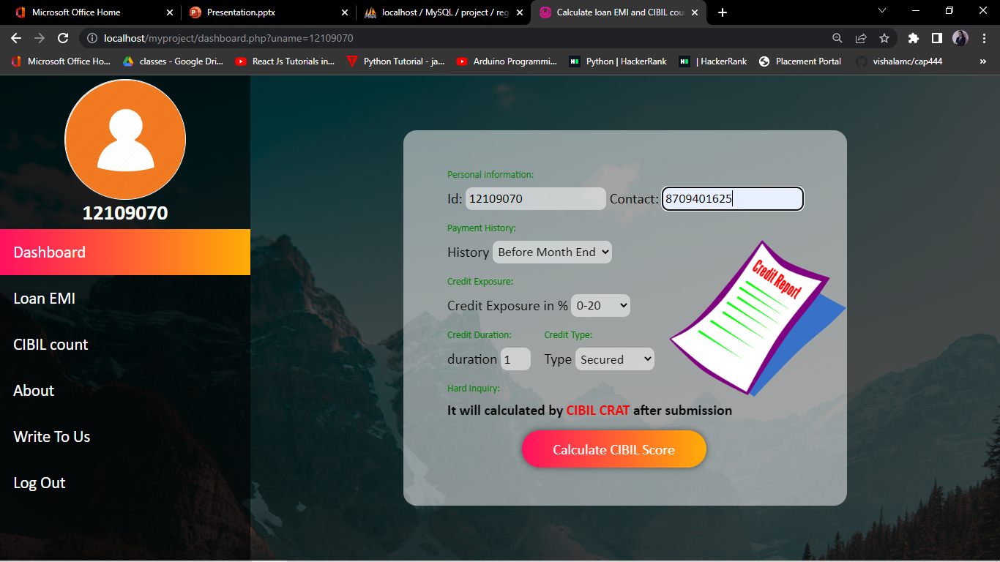 Microsoft Office Home
Presentation.pptx
localhost / MySQL / project / reg
Calculate loan EMI and CIBIL cou
localhost/myproject/dashboard.php?uname=12109070
Microsoft Office Ho...
classes - Google Dri...
React Js Tutorials in...
Python Tutorial - ja...
Arduino Programmi...
Python | HackerRank
| HackerRank
Placement Portal
vishalamc/cap444
»
12109070
Dashboard
Loan EMI
CIBIL count
About
Write To Us
Log Out
Personal information:
Id: 12109070 Contact: 8709401625
Payment History:
History Before Month End
Credit Exposure:
Credit Exposure in % 0-20
Credit Duration: Credit Type:
duration 1 Type Secured
Hard Inquiry:
It will calculated by CIBIL CRAT after submission
Calculate CIBIL Score
Credit Report